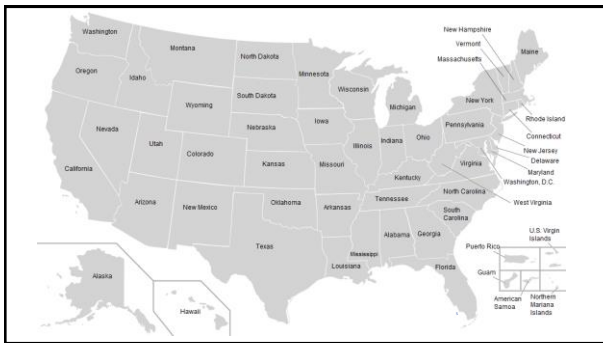 New Hampshire
Vermont
Massachusetts
Washington
Montana
North Dakota
Minnesota
Maine
Oregon
Idaho
Wyoming
South Dakota
Wisconsin
Michigan
New York
Rhode Island
Nevada
Utah
Colorado
Nebraska
Iowa
Illinois
Indiana
Ohio
Pennsylvania
Connecticut
New Jersey
Delaware
Maryland
Washington, D.C.
California
Kansas
Missouri
Kentucky
Virginia
West Virginia
Arizona
New Mexico
Oklahoma
Arkansas
Tennessee
North Carolina
South
Carolina
Texas
Louisiana
Mississippi
Alabama
Georgia
Florida
U.S. Virgin
Islands
Puerto Rico
Guam
American
Samoa
Northern
Mariana
Islands
Alaska
Hawaii